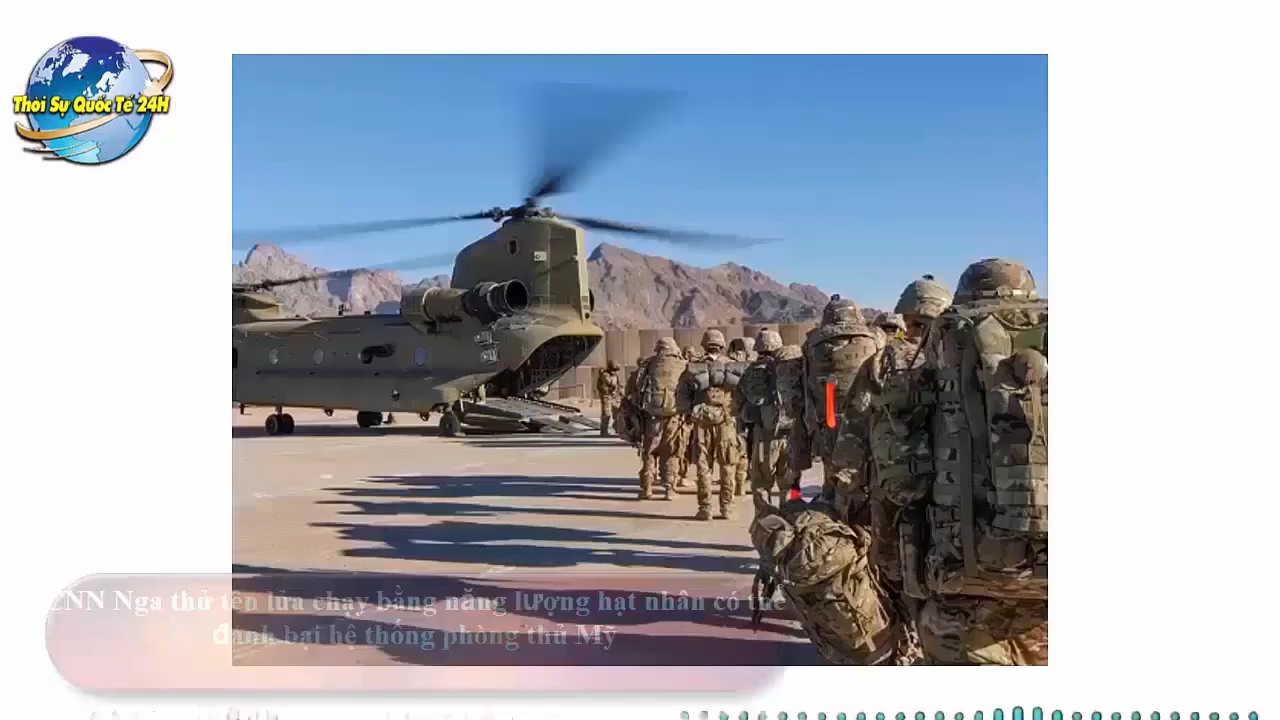 Thời Sự Quốc Tế 24H
CNN Nga thử tên lửa chạy bằng năng lượng hạt nhân có thể
đánh bại hệ thống phòng thủ Mỹ